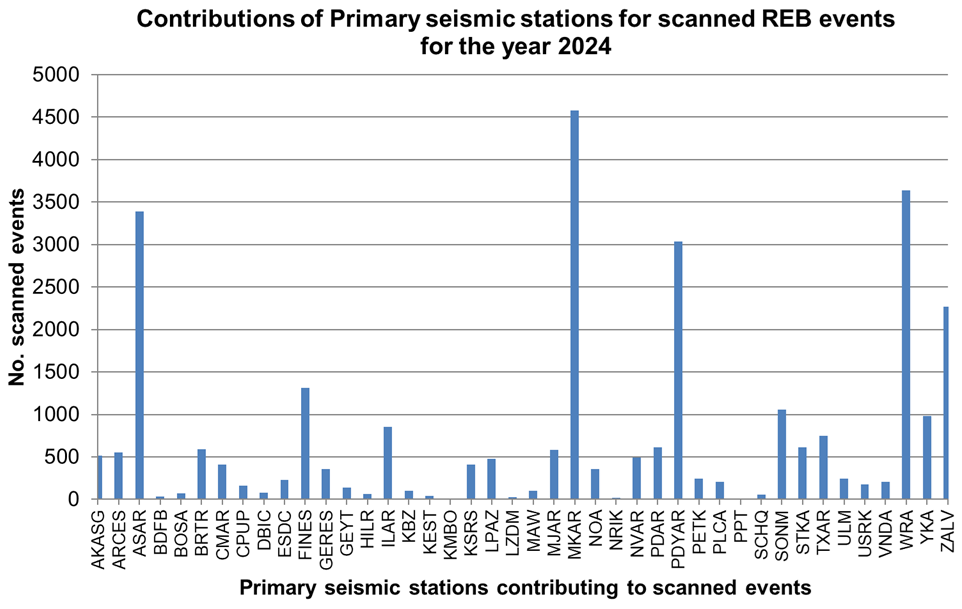 Contributions of Primary seismic stations for scanned REB events
for the year 2024
No. scanned events
5000
4500
4000
3500
3000
2500
2000
1500
1000
500
0
AKASG
ARCES
ASAR
BDFB
BOSA
BRTR
CMAR
CPUP
DBIC
ESDC
FINES
GERES
GEYT
HILR
ILAR
KBZ
KEST
KMBO
KSRS
LPAZ
LZDM
MAW
MJAR
MKAR
NOA
NRIK
NVAR
PDAR
PDYAR
PETK
PLCA
PPT
SCHQ
SONM
STKA
TXAR
ULM
USRK
VNDA
WRA
YKA
ZALV
Primary seismic stations contributing to scanned events